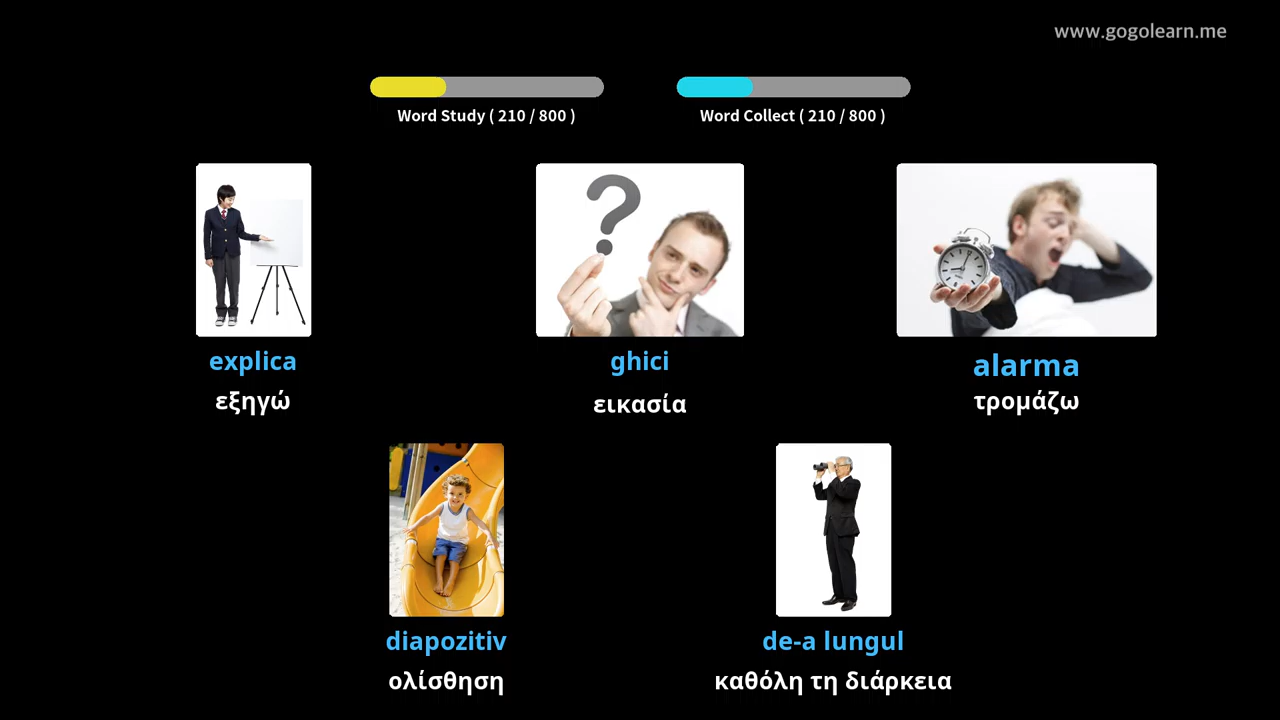 www.gogolearn.me
Word Study ( 210 / 800 )
Word Collect ( 210 / 800 )
explica
εξηγώ
ghici
εικασία
alarma
τρομάζω
diapozitiv
ολίσθηση
de-a lungul
καθόλη τη διάρκεια